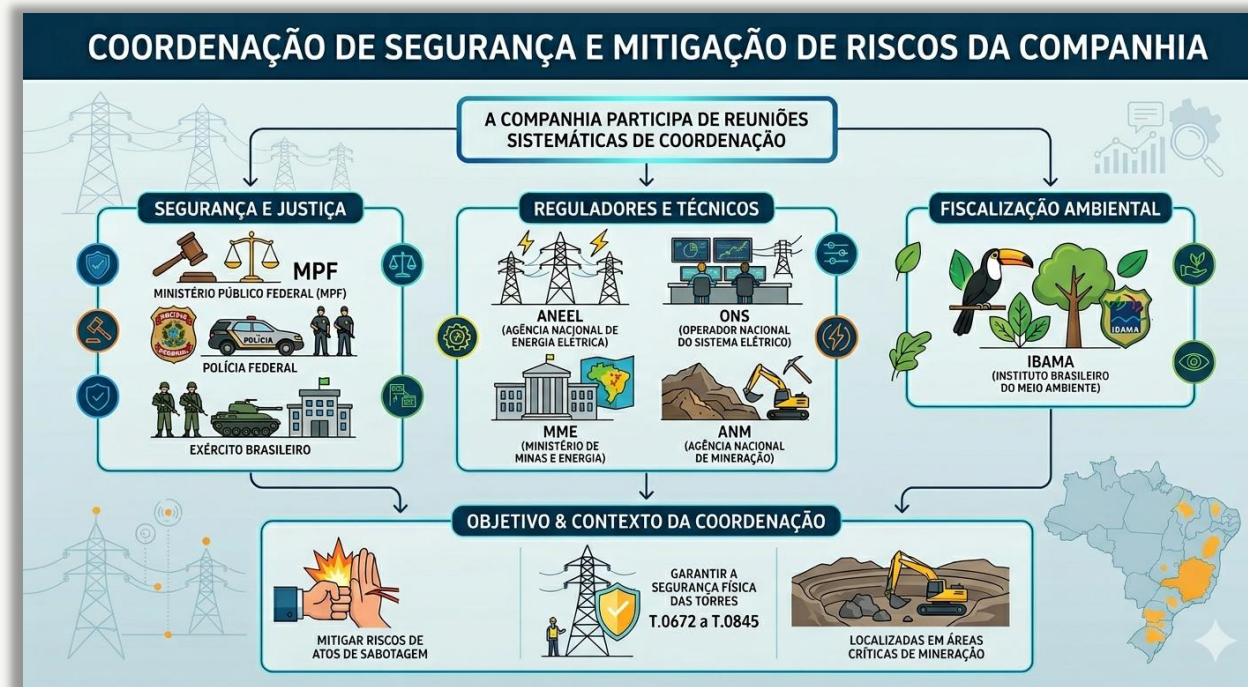 COORDENAÇÃO DE SEGURANÇA E MITIGAÇÃO DE RISCOS DA COMPANHIA
A COMPANHIA PARTICIPA DE REUNIÕES
SISTEMÁTICAS DE COORDENAÇÃO
SEGURANÇA E JUSTIÇA
MPF
MINISTÉRIO PÚBLICO FEDERAL (MPF)
POLÍCIA
POLÍCIA FEDERAL
EXÉRCITO BRASILEIRO
REGULADORES E TÉCNICOS
ANEEL
(AGÊNCIA NACIONAL DE
ENERGIA ELÉTRICA)
ONS
(OPERADOR NACIONAL
DO SISTEMA ELÉTRICO)
MME
(MINISTÉRIO DE
MINAS E ENERGIA)
ANM
(AGÊNCIA NACIONAL
DE MINERAÇÃO)
FISCALIZAÇÃO AMBIENTAL
IDAMA
IBAMA
(INSTITUTO BRASILEIRO
DO MEIO AMBIENTE)
OBJETIVO & CONTEXTO DA COORDENAÇÃO
MITIGAR RISCOS DE
ATOS DE SABOTAGEM
GARANTIR A
SEGURANÇA FÍSICA
DAS TORRES
T.0672 a T.0845
LOCALIZADAS EM ÁREAS
CRÍTICAS DE MINERAÇÃO